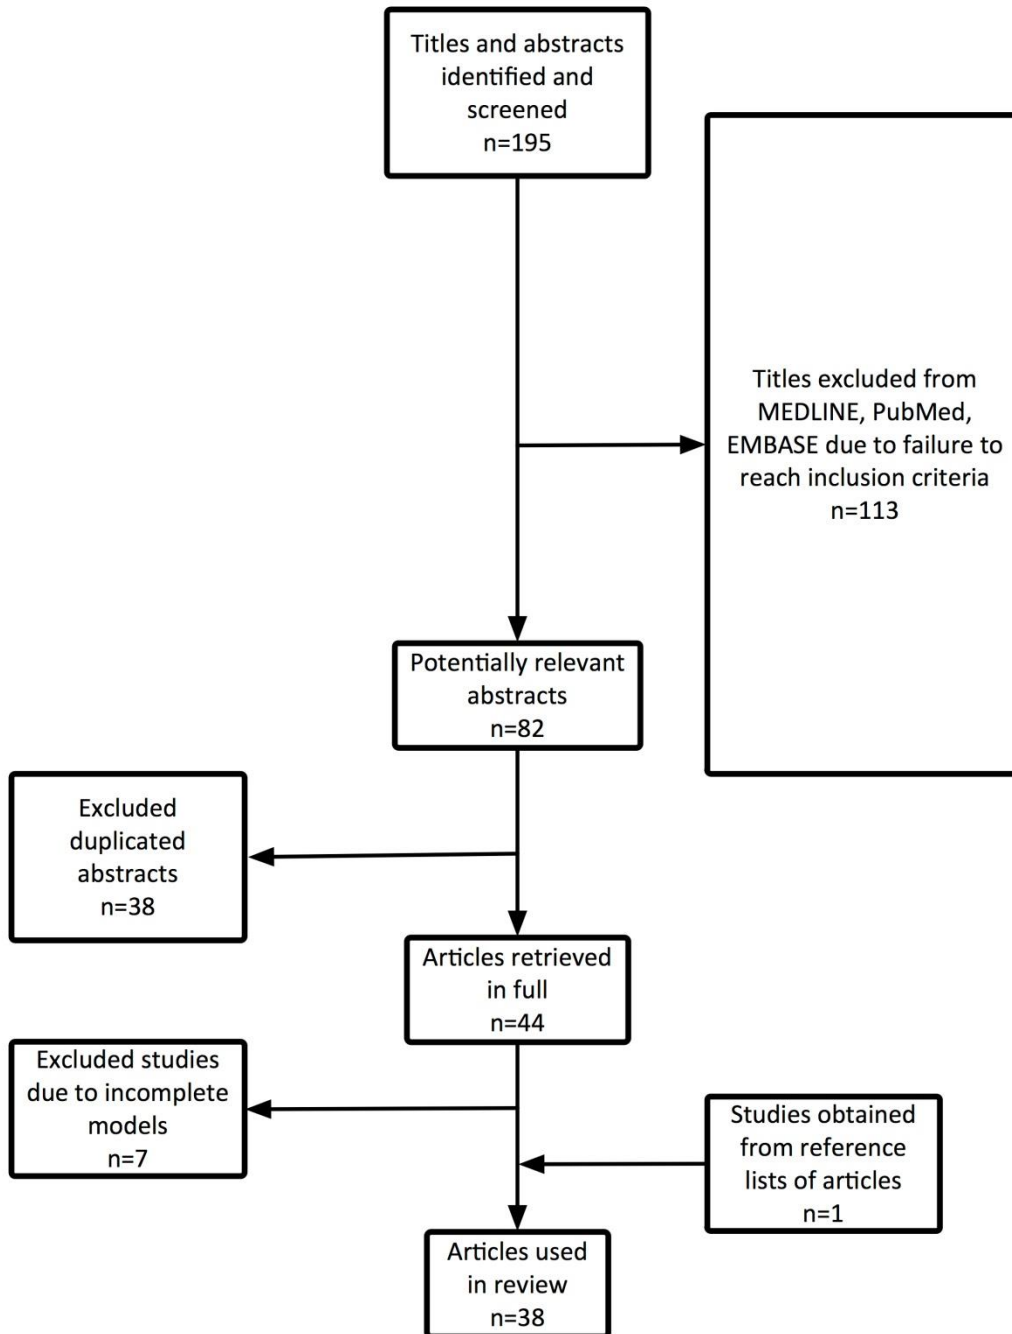 Titles and abstracts
identified and
screened
n=195
Titles excluded from
MEDLINE, PubMed,
EMBASE due to failure to
reach inclusion criteria
n=113
Potentially relevant
abstracts
n=82
Excluded
duplicated
abstracts
n=38
Articles retrieved
in full
n=44
Excluded studies
due to incomplete
models
n=7
Studies obtained
from reference
lists of articles
n=1
Articles used
in review
n=38